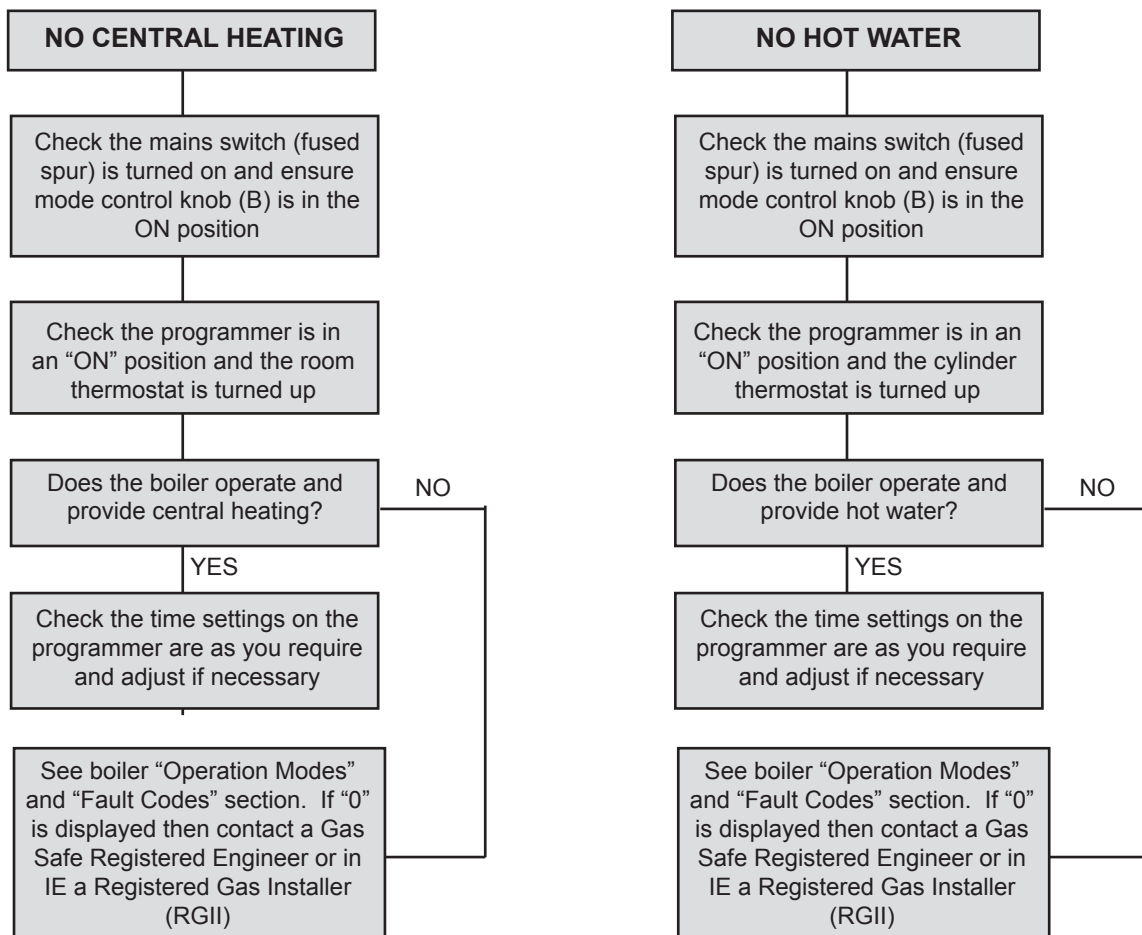 NO CENTRAL HEATING
Check the mains switch (fused
spur) is turned on and ensure
mode control knob (B) is in the
ON position
Check the programmer is in
an “ON” position and the room
thermostat is turned up
Does the boiler operate and
provide central heating?
NO
YES
Check the time settings on the
programmer are as you require
and adjust if necessary
See boiler “Operation Modes”
and “Fault Codes” section.  If “0”
is displayed then contact a Gas
Safe Registered Engineer or in
IE a Registered Gas Installer
(RGII)
NO HOT WATER
Check the mains switch (fused
spur) is turned on and ensure
mode control knob (B) is in the
ON position
Check the programmer is in an
“ON” position and the cylinder
thermostat is turned up
Does the boiler operate and
provide hot water?
NO
YES
Check the time settings on the
programmer are as you require
and adjust if necessary
See boiler “Operation Modes”
and “Fault Codes” section.  If “0”
is displayed then contact a Gas
Safe Registered Engineer or in
IE a Registered Gas Installer
(RGII)